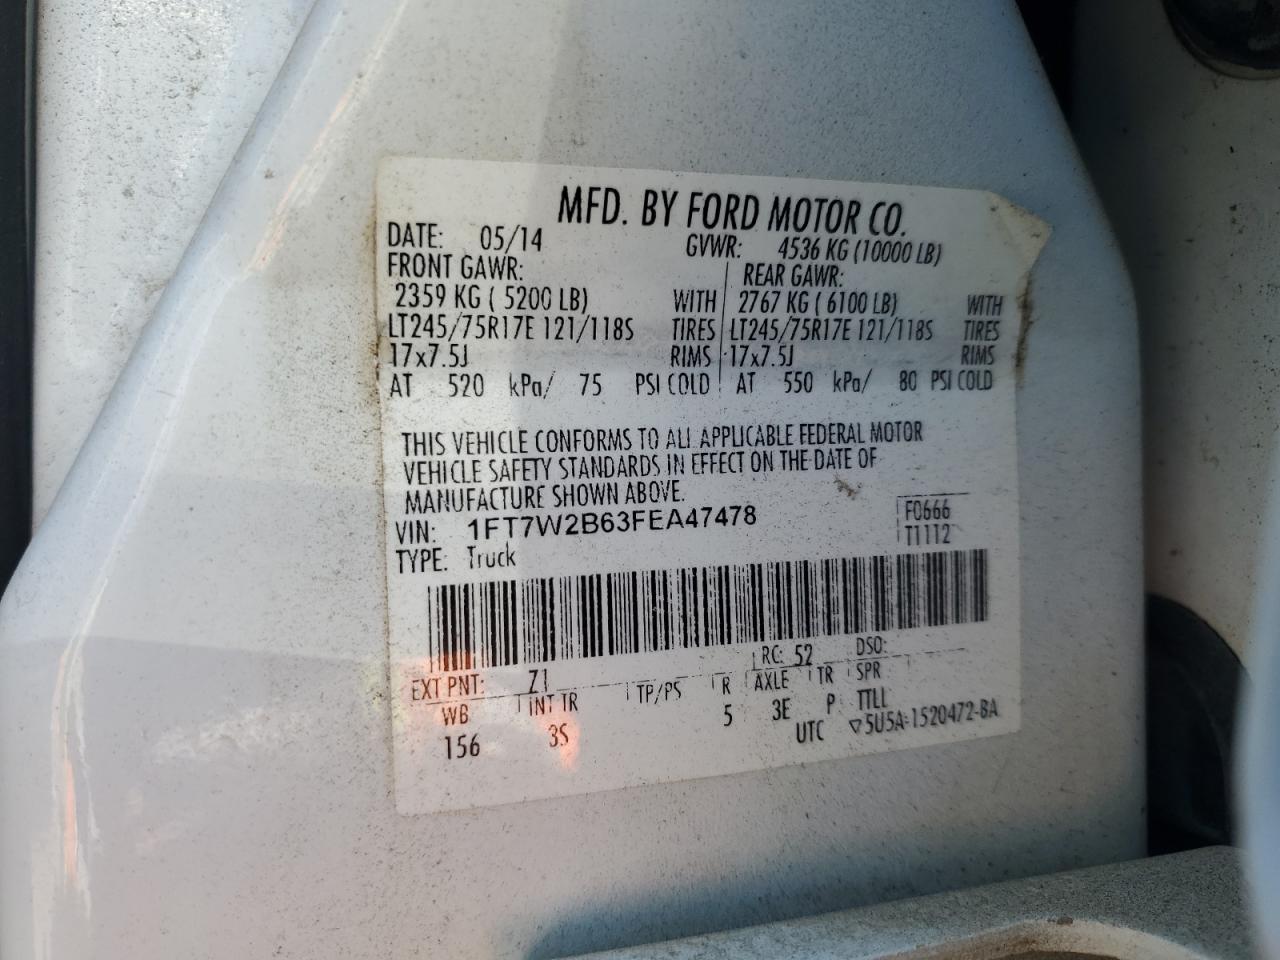 MFD. BY FORD MOTOR CO.
DATE: 05/14 GVWR: 4536 KG (10000 LB)
FRONT GAWR: REAR GAWR:
2359 KG ( 5200 LB) WITH 2767 KG ( 6100 LB) WITH
LT245/75R17E 121/118S TIRES LT245/75R17E 121/118S TIRES
17x7.5J RIMS 17x7.5J RIMS
AT 520 kPa/ 75 PSI COLD AT 550 kPa/ 80 PSI COLD
THIS VEHICLE CONFORMS TO ALL APPLICABLE FEDERAL MOTOR
VEHICLE SAFETY STANDARDS IN EFFECT ON THE DATE OF
MANUFACTURE SHOWN ABOVE.
VIN: 1FT7W2B63FEA47478 F0666
TYPE: Truck T1112
EXT PNT: Z1 RC: 52 DSO:
WB INT TR TP/PS R AXLE TR SPR
156 3S 5 3E P TTLL
UTC ▽5U5A-1520472-BA